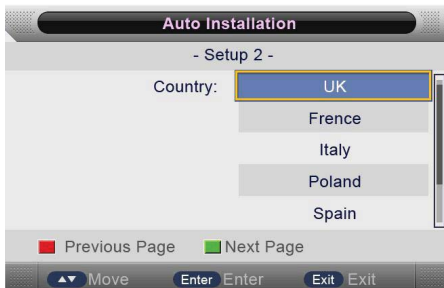 Auto Installation
- Setup 2 -
Country: UK
Frence
Italy
Poland
Spain
Previous Page Next Page
Move Enter Enter Exit Exit